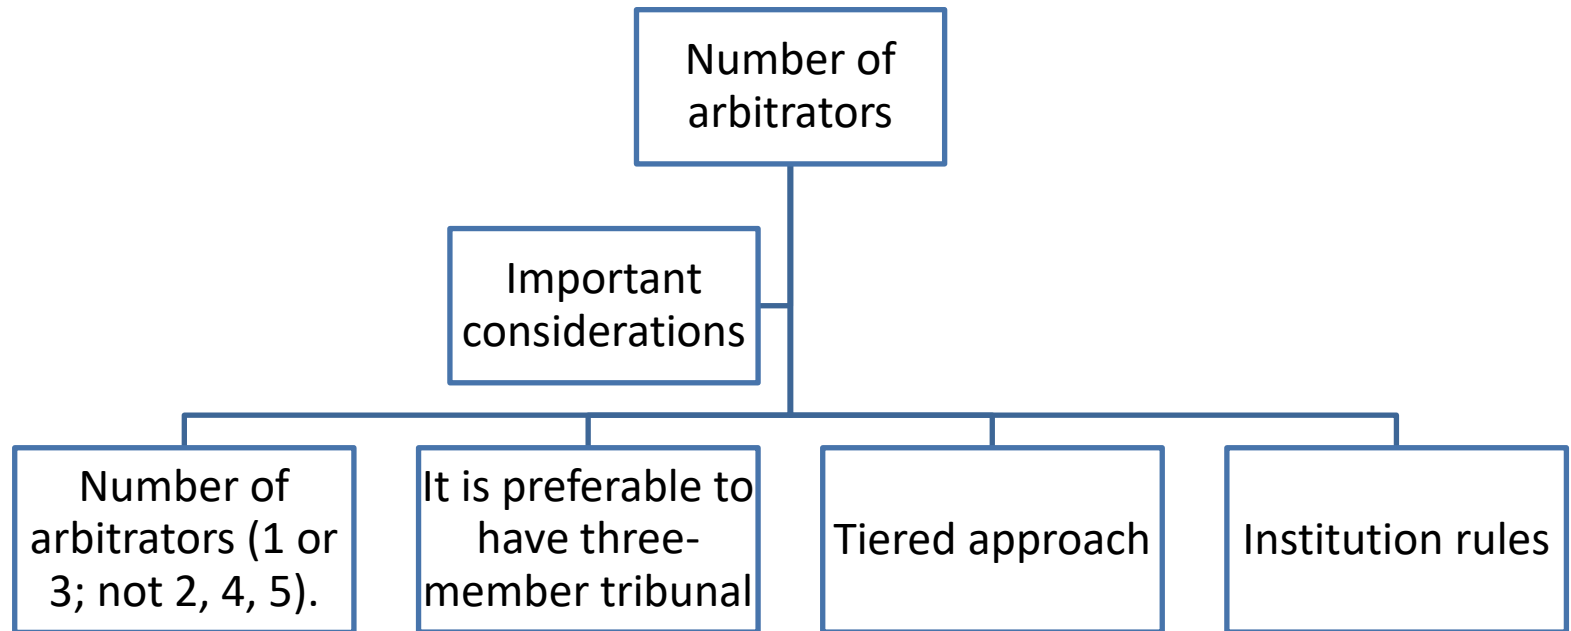 Number of
arbitrators
Important
considerations
Number of
arbitrators (1 or
3; not 2, 4, 5).
It is preferable to
have three-
member tribunal
Tiered approach
Institution rules